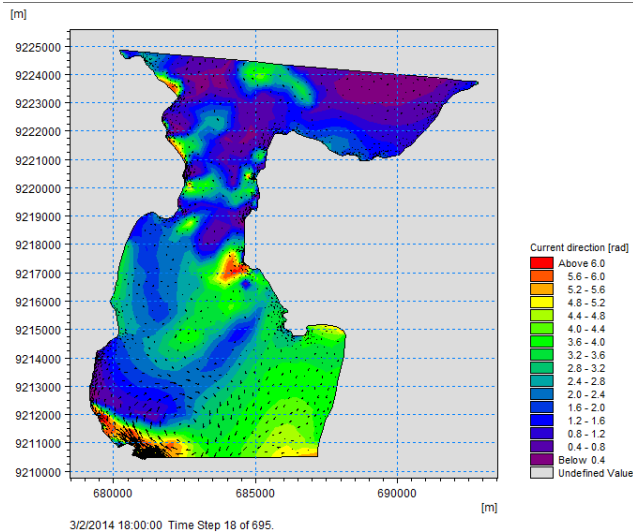 [m]
9225000
9224000
9223000
9222000
9221000
9220000
9219000
9218000
9217000
9216000
9215000
9214000
9213000
9212000
9211000
9210000
680000
685000
690000
[m]
3/2/2014 18:00:00 Time Step 18 of 695.
Current direction [rad]
Above 6.0
5.6 - 6.0
5.2 - 5.6
4.8 - 5.2
4.4 - 4.8
4.0 - 4.4
3.6 - 4.0
3.2 - 3.6
2.8 - 3.2
2.4 - 2.8
2.0 - 2.4
1.6 - 2.0
1.2 - 1.6
0.8 - 1.2
0.4 - 0.8
Below 0.4
Undefined Value